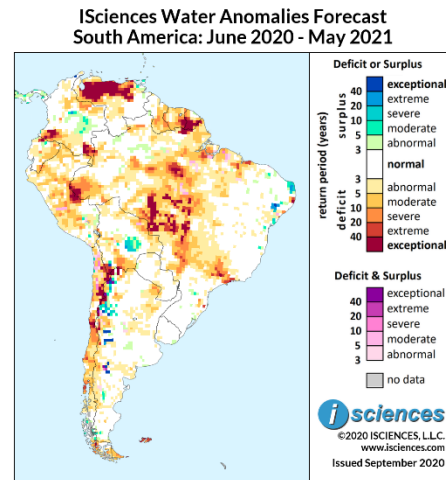 ISciences Water Anomalies Forecast
South America: June 2020 - May 2021
Deficit or Surplus
return period (years)
surplus
deficit
exceptional
40
extreme
20
severe
10
moderate
5
abnormal
3
normal
3
abnormal
5
moderate
10
severe
20
extreme
40
exceptional
Deficit & Surplus
exceptional
40
extreme
20
severe
10
moderate
5
abnormal
3
no data
i sciences
©2020 ISCIENCES, L.L.C.
www.isciences.com
Issued September 2020